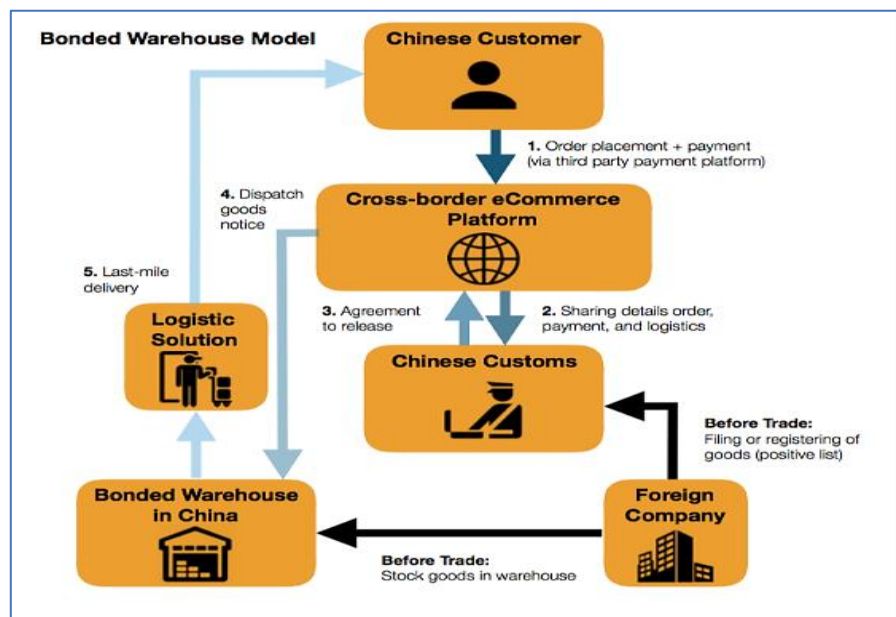 Bonded Warehouse Model
Chinese Customer
1. Order placement + payment
(via third party payment platform)
4. Dispatch
goods
notice
Cross-border eCommerce
Platform
5. Last-mile
delivery
3. Agreement
to release
2. Sharing details order,
payment, and logistics
Logistic
Solution
Chinese Customs
Before Trade:
Filing or registering of
goods (positive list)
Bonded Warehouse
in China
Foreign
Company
Before Trade:
Stock goods in warehouse